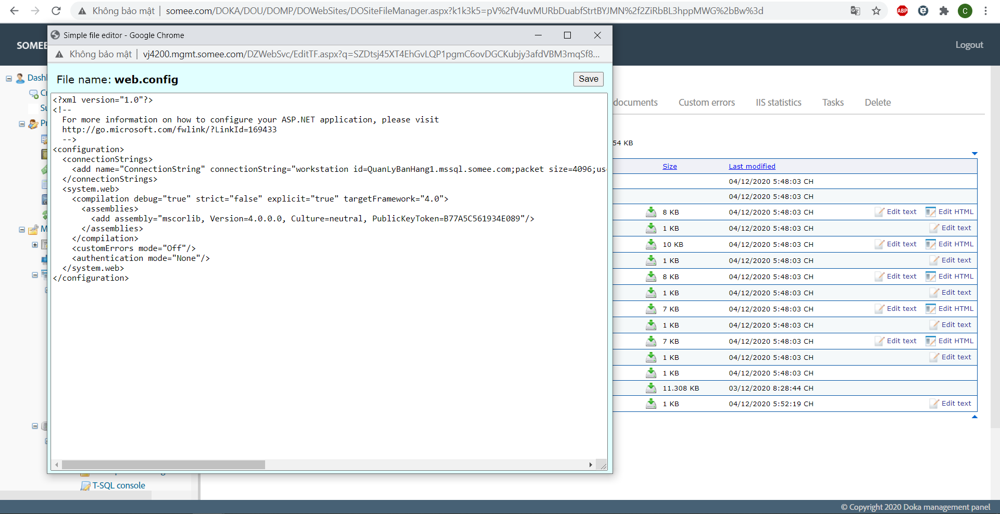 Không bảo mật | somee.com/DOKA/DOU/DOMP/DOWebSites/DOSiteFileManager.aspx?k1k3k5=pV%2fV4uvMURbDuabfStrtBYJMN%2f2ZiRbBL3hppMWG%2bBw%3d
ABP
C
SOMEE
Logout
Simple file editor - Google Chrome
Không bảo mật | vj4200.mgmt.somee.com/DZWebSvc/EditTF.aspx?q=SZDtsj45XT4EhGvLQP1pgmC6ovDGCKubjy3afdVBM3mqSf8...
File name: web.config
Save
<?xml version="1.0"?>
<!--
For more information on how to configure your ASP.NET application, please visit
http://go.microsoft.com/fwlink/?LinkId=169433
-->
<configuration>
<connectionStrings>
<add name="ConnectionString" connectionString="workstation id=QuanLyBanHang1.mssql.somee.com;packet size=4096;us
</connectionStrings>
<system.web>
<compilation debug="true" strict="false" explicit="true" targetFramework="4.0">
<assemblies>
<add assembly="mscorlib, Version=4.0.0.0, Culture=neutral, PublicKeyToken=B77A5C561934E089"/>
</assemblies>
</compilation>
<customErrors mode="Off"/>
<authentication mode="None"/>
</system.web>
</configuration>
Dashl
Cr
Su
Pr
M
T-SQL console
documents Custom errors IIS statistics Tasks Delete
54 KB
Size Last modified
04/12/2020 5:48:03 CH
04/12/2020 5:48:03 CH
8 KB 04/12/2020 5:48:03 CH Edit text Edit HTML
1 KB 04/12/2020 5:48:03 CH Edit text
10 KB 04/12/2020 5:48:03 CH Edit text Edit HTML
1 KB 04/12/2020 5:48:03 CH Edit text
8 KB 04/12/2020 5:48:03 CH Edit text Edit HTML
1 KB 04/12/2020 5:48:03 CH Edit text
7 KB 04/12/2020 5:48:03 CH Edit text Edit HTML
1 KB 04/12/2020 5:48:03 CH Edit text
7 KB 04/12/2020 5:48:03 CH Edit text Edit HTML
1 KB 04/12/2020 5:48:03 CH Edit text
1 KB 04/12/2020 5:48:03 CH
11.308 KB 03/12/2020 8:28:44 CH
1 KB 04/12/2020 5:52:19 CH Edit text
© Copyright 2020 Doka management panel